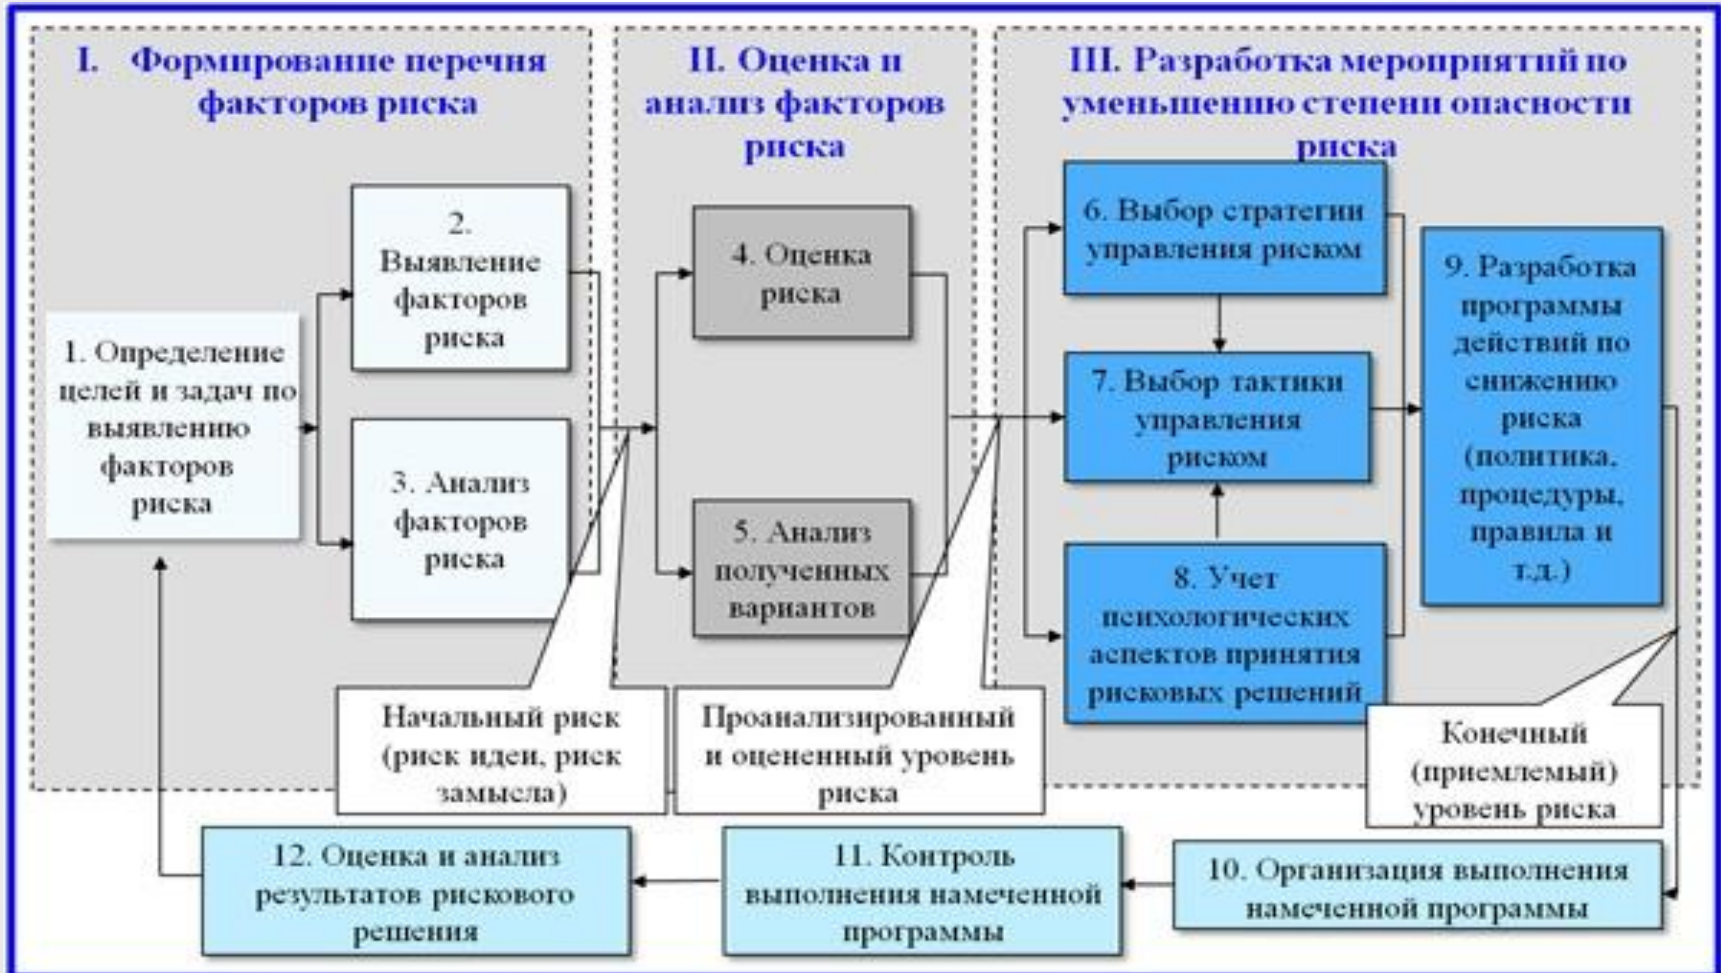 I. Формирование перечня
факторов риска
II. Оценка и
анализ факторов
риска
III. Разработка мероприятий по
уменьшению степени опасности
риска
1. Определение
целей и задач по
выявлению
факторов
риска
2.
Выявление
факторов
риска
3. Анализ
факторов
риска
4. Оценка
риска
5. Анализ
полученных
вариантов
6. Выбор стратегии
управления риском
7. Выбор тактики
управления
риском
8. Учет
психологических
аспектов принятия
рисковых решений
9. Разработка
программы
действий по
снижению
риска
(политика,
процедуры,
правила и
т.д.)
Начальный риск
(риск идеи, риск
замысла)
Проанализированный
и оцененный уровень
риска
Конечный
(приемлемый)
уровень риска
12. Оценка и анализ
результатов рискового
решения
11. Контроль
выполнения намеченной
программы
10. Организация выполнения
намеченной программы